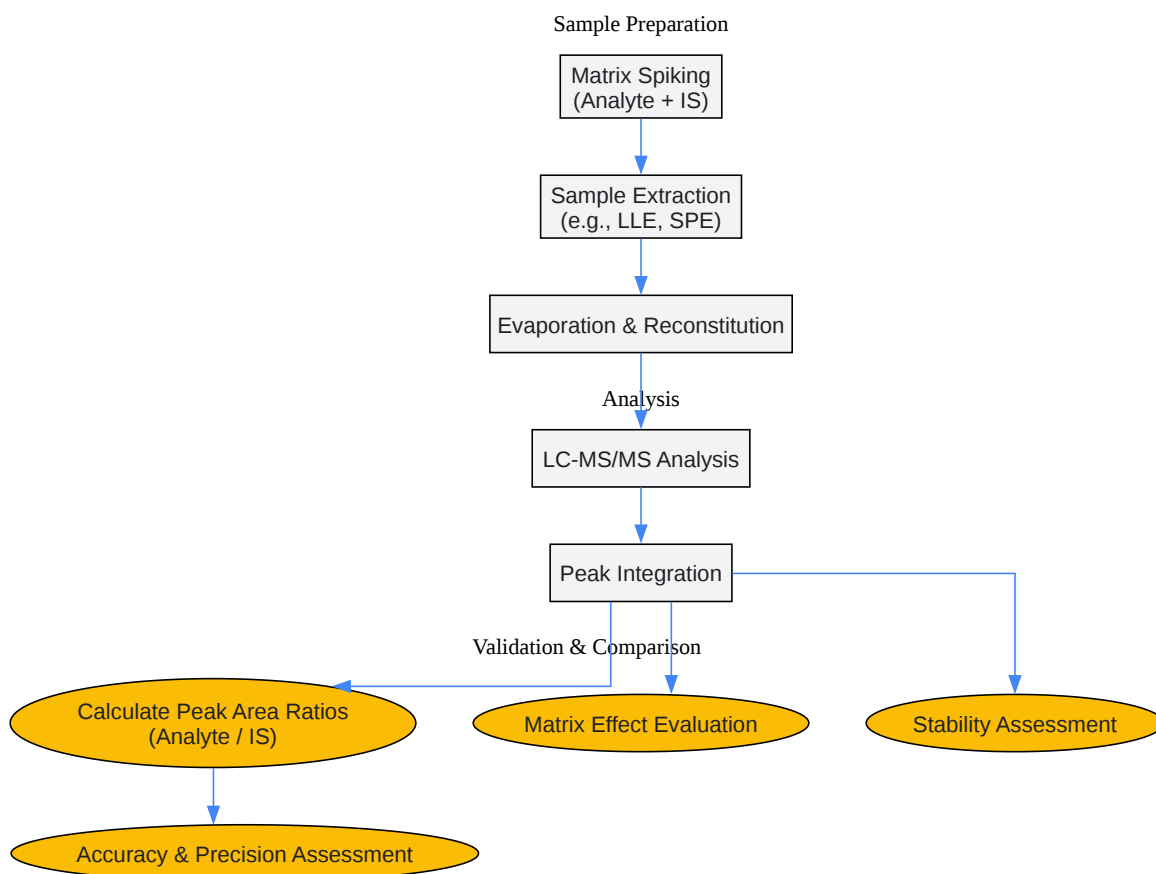 Sample Preparation
Matrix Spiking
(Analyte + IS)
Sample Extraction
(e.g., LLE, SPE)
Evaporation & Reconstitution
Analysis
LC-MS/MS Analysis
Peak Integration
Validation & Comparison
Calculate Peak Area Ratios
(Analyte / IS)
Matrix Effect Evaluation
Stability Assessment
Accuracy & Precision Assessment